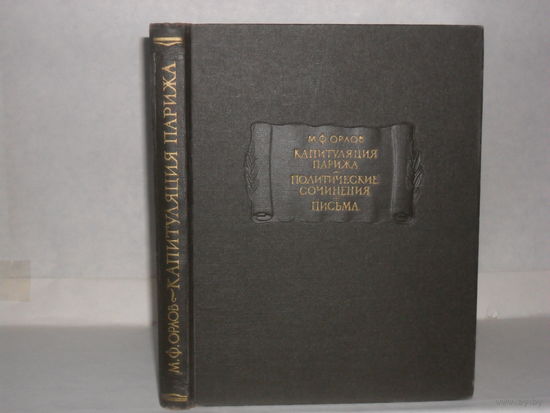 М. Ф. ОРЛОВ ~ КАПИТУЛЯЦИЯ ПАРИЖА
М. Ф. ОРЛОВ
КАПИТУЛЯЦИЯ
ПАРИЖА
ПОЛИТИЧЕСКИЕ
СОЧИНЕНИЯ
ПИСЬМА